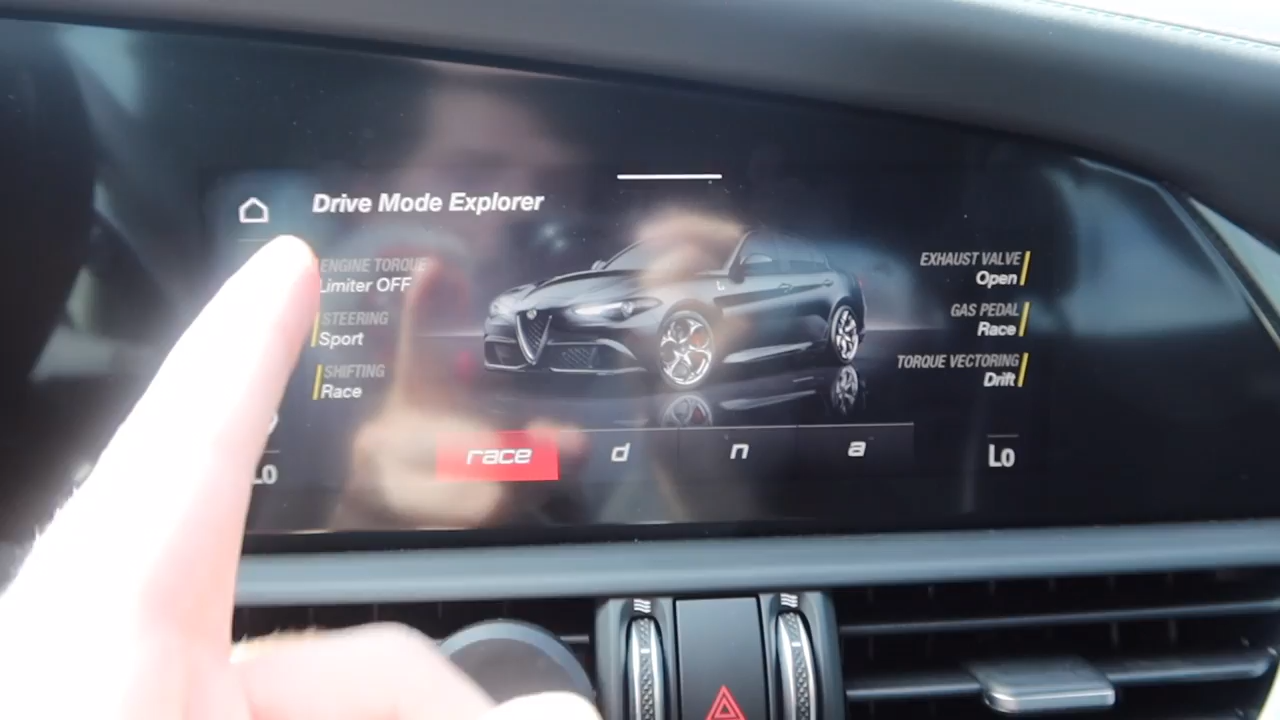 Drive Mode Explorer
ENGINE TORQUE
Limiter OFF
STEERING
Sport
SHIFTING
Race
EXHAUST VALVE
Open
GAS PEDAL
Race
TORQUE VECTORING
Drift
race d n a
LO LO